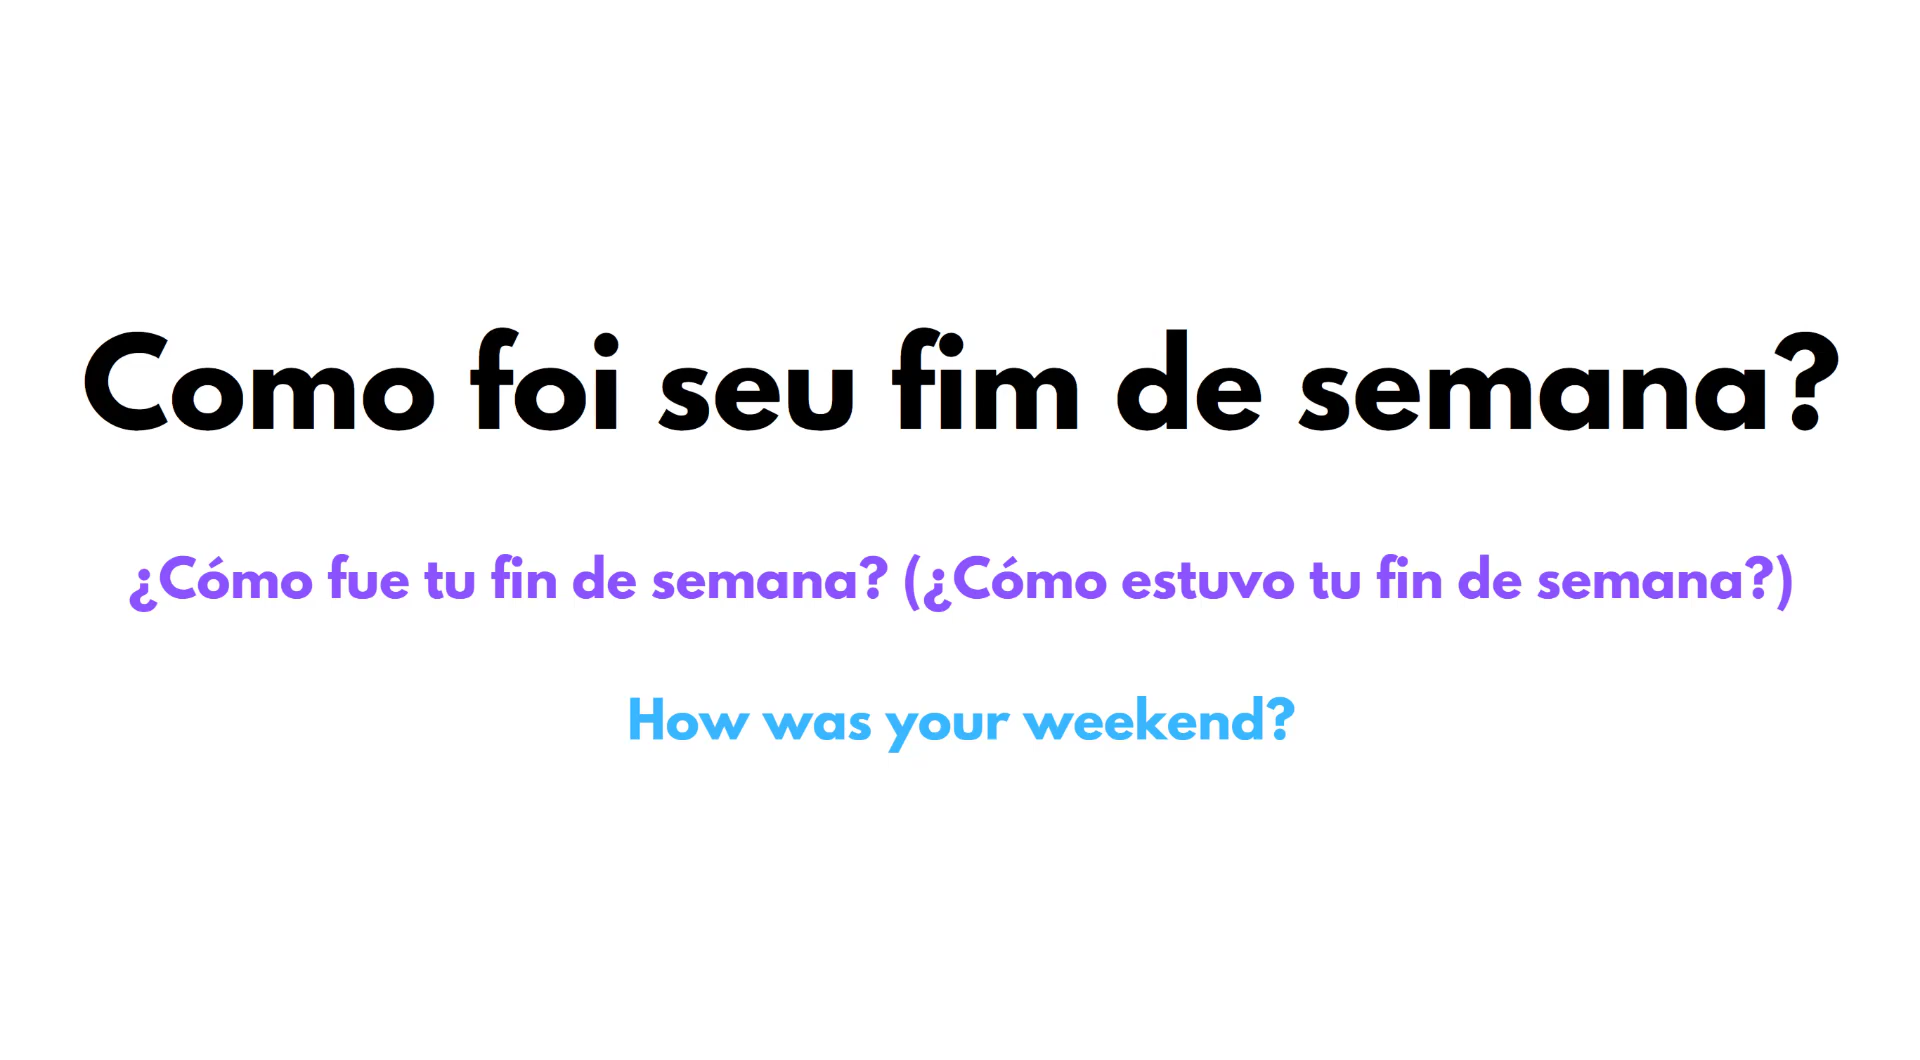 Como foi seu fim de semana?
¿Cómo fue tu fin de semana? (¿Cómo estuvo tu fin de semana?)
How was your weekend?